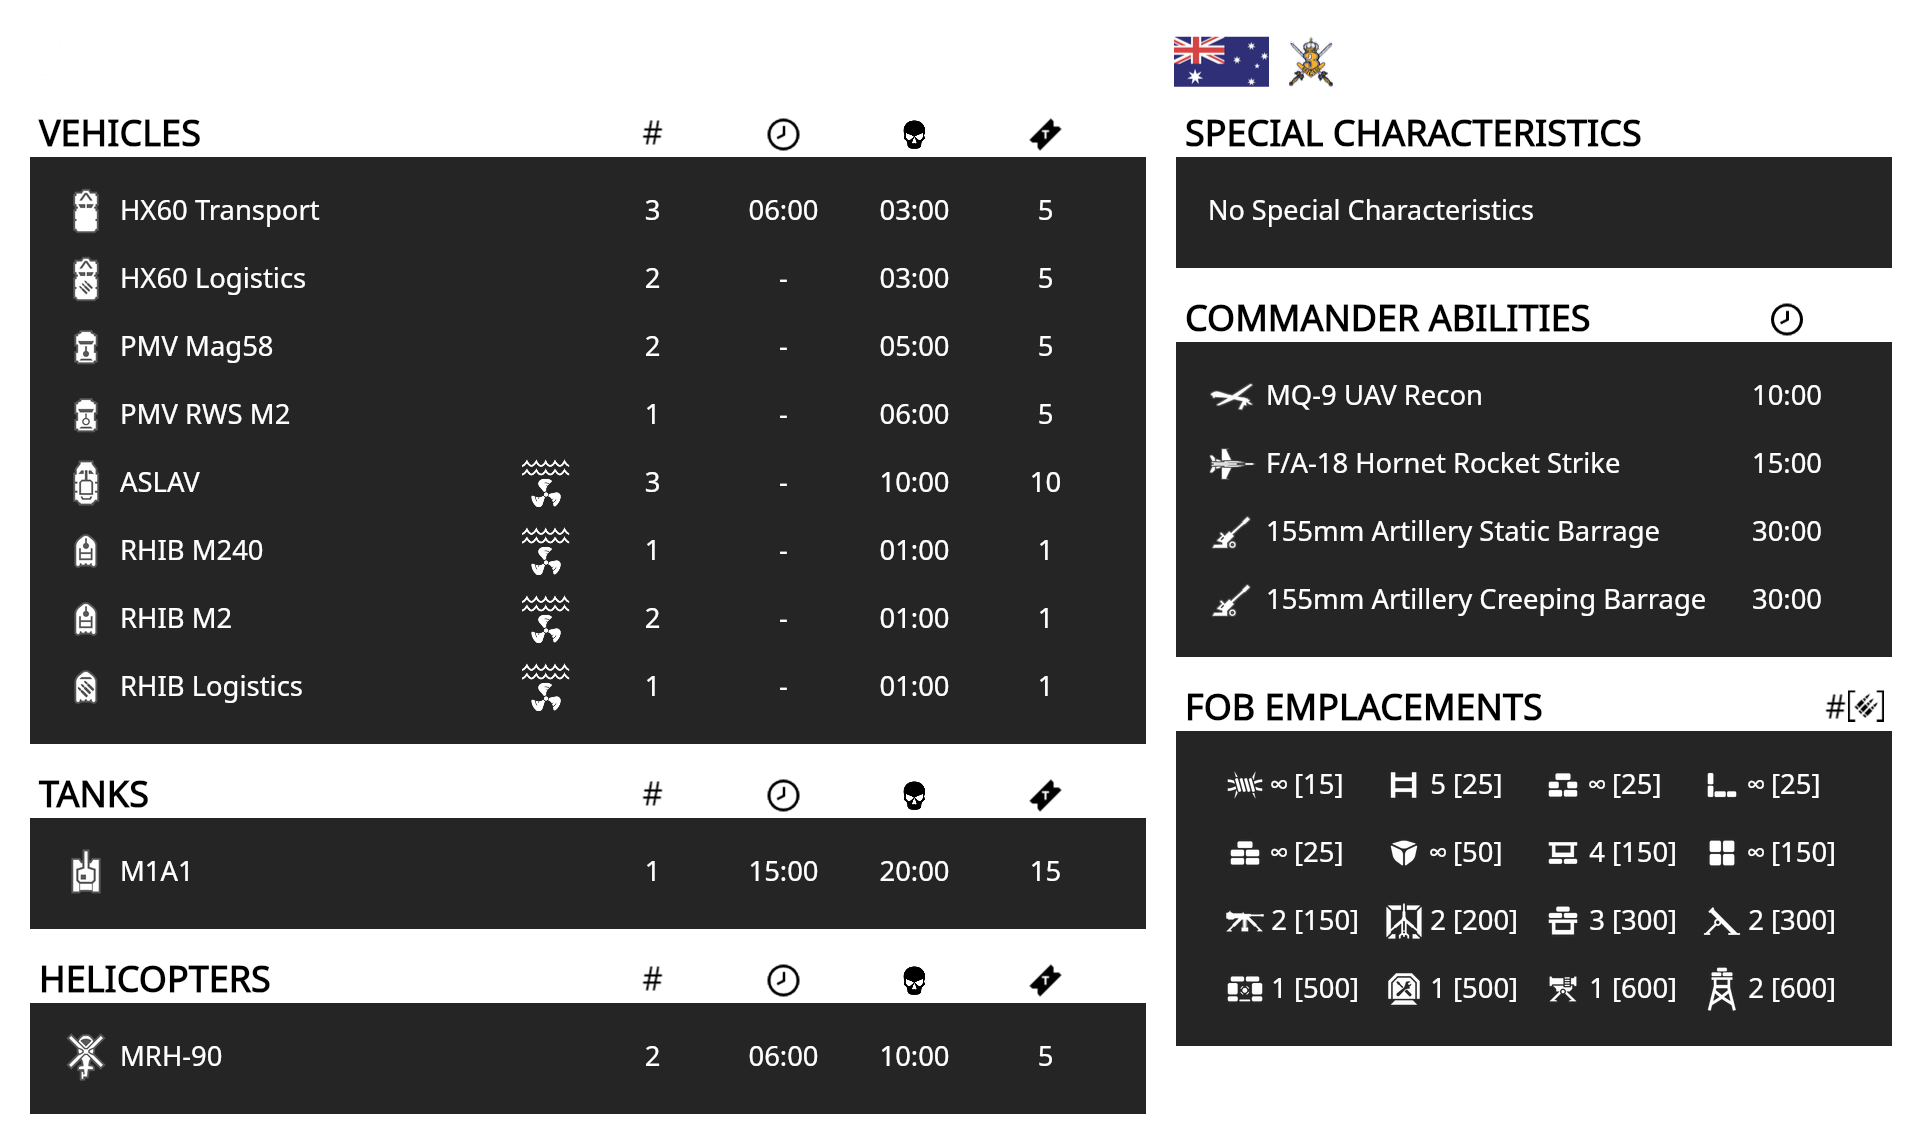 VEHICLES #
HX60 Transport 3 06:00 03:00 5
HX60 Logistics 2 - 03:00 5
PMV Mag58 2 - 05:00 5
PMV RWS M2 1 - 06:00 5
ASLAV 3 - 10:00 10
RHIB M240 1 - 01:00 1
RHIB M2 2 - 01:00 1
RHIB Logistics 1 - 01:00 1
TANKS #
M1A1 1 15:00 20:00 15
HELICOPTERS #
MRH-90 2 06:00 10:00 5
SPECIAL CHARACTERISTICS
No Special Characteristics
COMMANDER ABILITIES
MQ-9 UAV Recon 10:00
F/A-18 Hornet Rocket Strike 15:00
155mm Artillery Static Barrage 30:00
155mm Artillery Creeping Barrage 30:00
FOB EMPLACEMENTS #[ ]
∞ [15] 5 [25] ∞ [25] ∞ [25]
∞ [25] ∞ [50] 4 [150] ∞ [150]
2 [150] 2 [200] 3 [300] 2 [300]
1 [500] 1 [500] 1 [600] 2 [600]